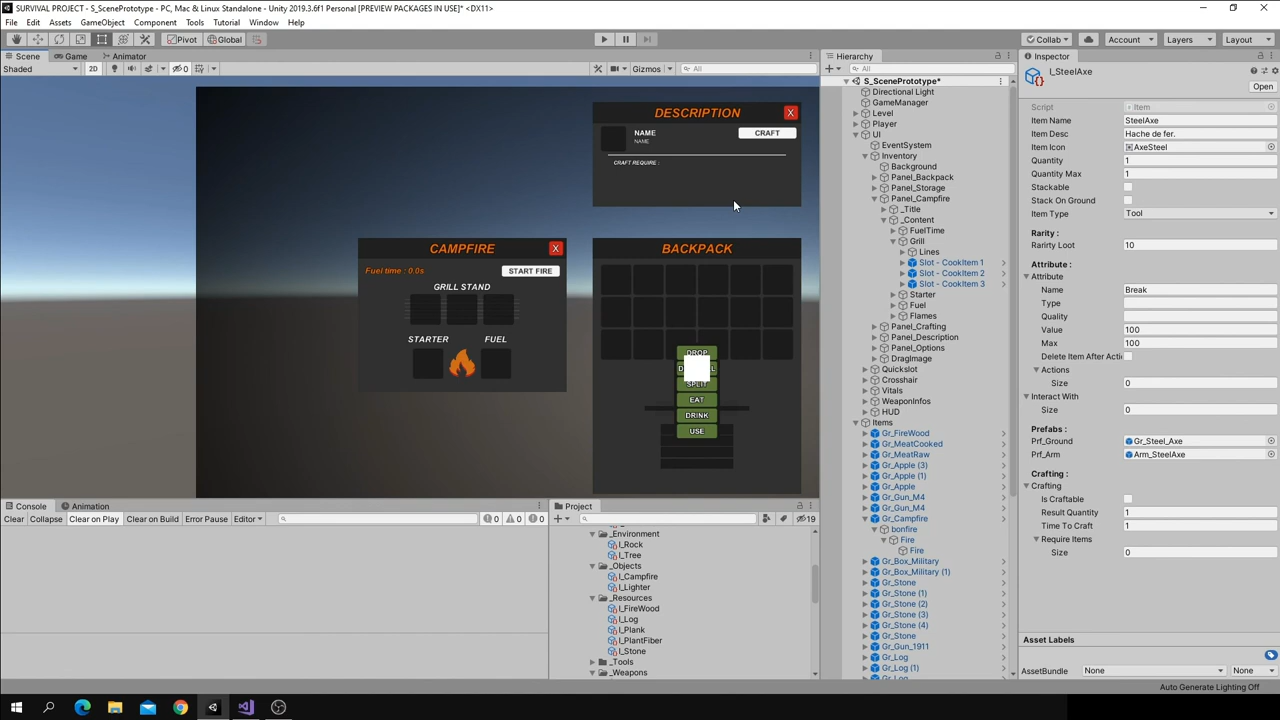 SURVIVAL PROJECT - S_ScenePrototype - PC, Mac & Linux Standalone - Unity 2019.3.6f1 Personal [PREVIEW PACKAGES IN USE]* <DX11>
File Edit Assets GameObject Component Tools Tutorial Window Help
Pivot Global Collab Account Layers Layout
Scene Game Animator
Shaded 2D 0 Gizmos All
DESCRIPTION X
NAME CRAFT
NAME
CRAFT REQUIRE :
CAMPFIRE X
Fuel time : 0.0s START FIRE
GRILL STAND
STARTER FUEL
BACKPACK
DROP
SPLIT
EAT
DRINK
USE
Hierarchy
All
S_ScenePrototype*
Directional Light
GameManager
Level
Player
UI
EventSystem
Inventory
Background
Panel_Backpack
Panel_Storage
Panel_Campfire
_Title
_Content
FuelTime
Grill
Lines
Slot - CookItem 1
Slot - CookItem 2
Slot - CookItem 3
Starter
Fuel
Flames
Panel_Crafting
Panel_Description
Panel_Options
DragImage
Quickslot
Crosshair
Vitals
WeaponInfos
HUD
Items
Gr_FireWood
Gr_MeatCooked
Gr_MeatRaw
Gr_Apple (3)
Gr_Apple (1)
Gr_Apple
Gr_Gun_M4
Gr_Gun_M4
Gr_Campfire
bonfire
Fire
Fire
Gr_Box_Military
Gr_Box_Military (1)
Gr_Stone
Gr_Stone (1)
Gr_Stone (2)
Gr_Stone (3)
Gr_Stone (4)
Gr_Stone
Gr_Gun_1911
Gr_Log
Gr_Log (1)
Gr_Log
Inspector
I_SteelAxe
Open
Script Item
Item Name SteelAxe
Item Desc Hache de fer.
Item Icon AxeSteel
Quantity 1
Quantity Max 1
Stackable
Stack On Ground
Item Type Tool
Rarity :
Rarirty Loot 10
Attribute :
Attribute
Name Break
Type
Quality
Value 100
Max 100
Delete Item After Acti
Actions
Size 0
Interact With
Size 0
Prefabs :
Prf_Ground Gr_Steel_Axe
Prf_Arm Arm_SteelAxe
Crafting :
Crafting
Is Craftable
Result Quantity 1
Time To Craft 1
Require Items
Size 0
Asset Labels
AssetBundle None None
Console Animation
Clear Collapse Clear on Play Clear on Build Error Pause Editor 0 0 0
Project
19
_Environment
I_Rock
I_Tree
_Objects
I_Campfire
I_Lighter
_Resources
I_FireWood
I_Log
I_Plank
I_PlantFiber
I_Stone
_Tools
_Weapons
Auto Generate Lighting Off